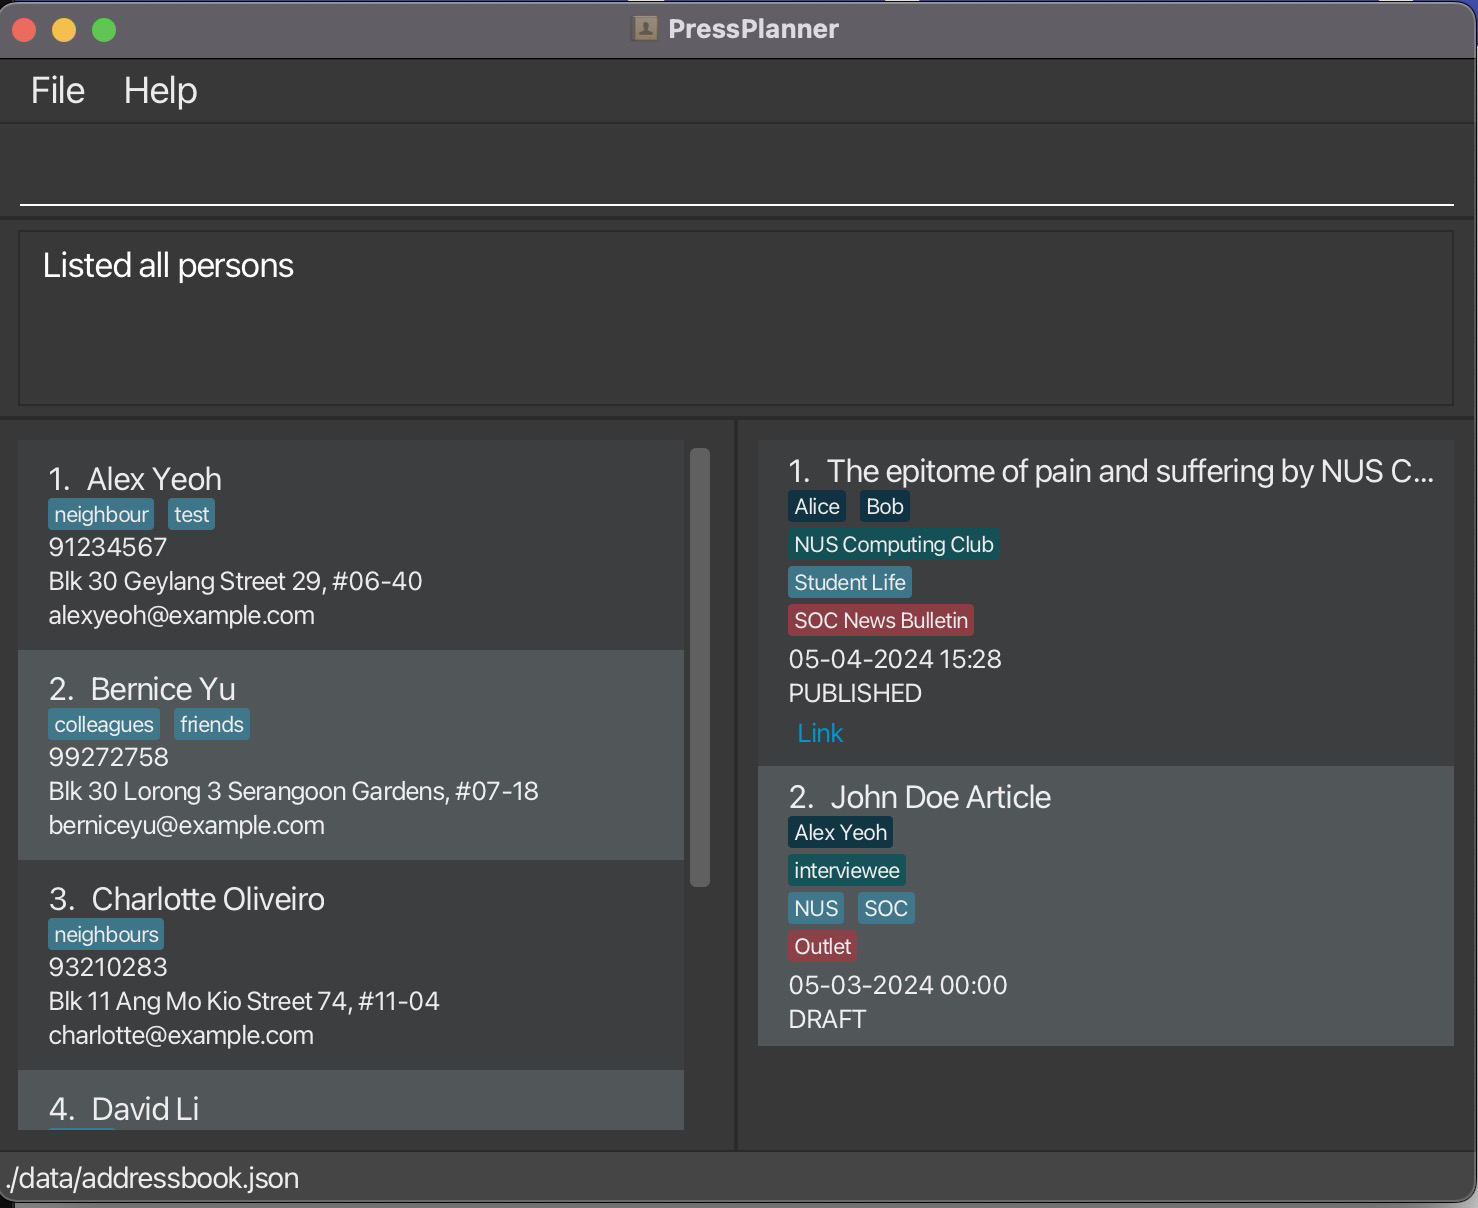 PressPlanner
File Help
Listed all persons
1. Alex Yeoh
neighbour test
91234567
Blk 30 Geylang Street 29, #06-40
alexyeoh@example.com
2. Bernice Yu
colleagues friends
99272758
Blk 30 Lorong 3 Serangoon Gardens, #07-18
berniceyu@example.com
3. Charlotte Oliveiro
neighbours
93210283
Blk 11 Ang Mo Kio Street 74, #11-04
charlotte@example.com
4. David Li
1. The epitome of pain and suffering by NUS C...
Alice Bob
NUS Computing Club
Student Life
SOC News Bulletin
05-04-2024 15:28
PUBLISHED
Link
2. John Doe Article
Alex Yeoh
interviewee
NUS SOC
Outlet
05-03-2024 00:00
DRAFT
./data/addressbook.json